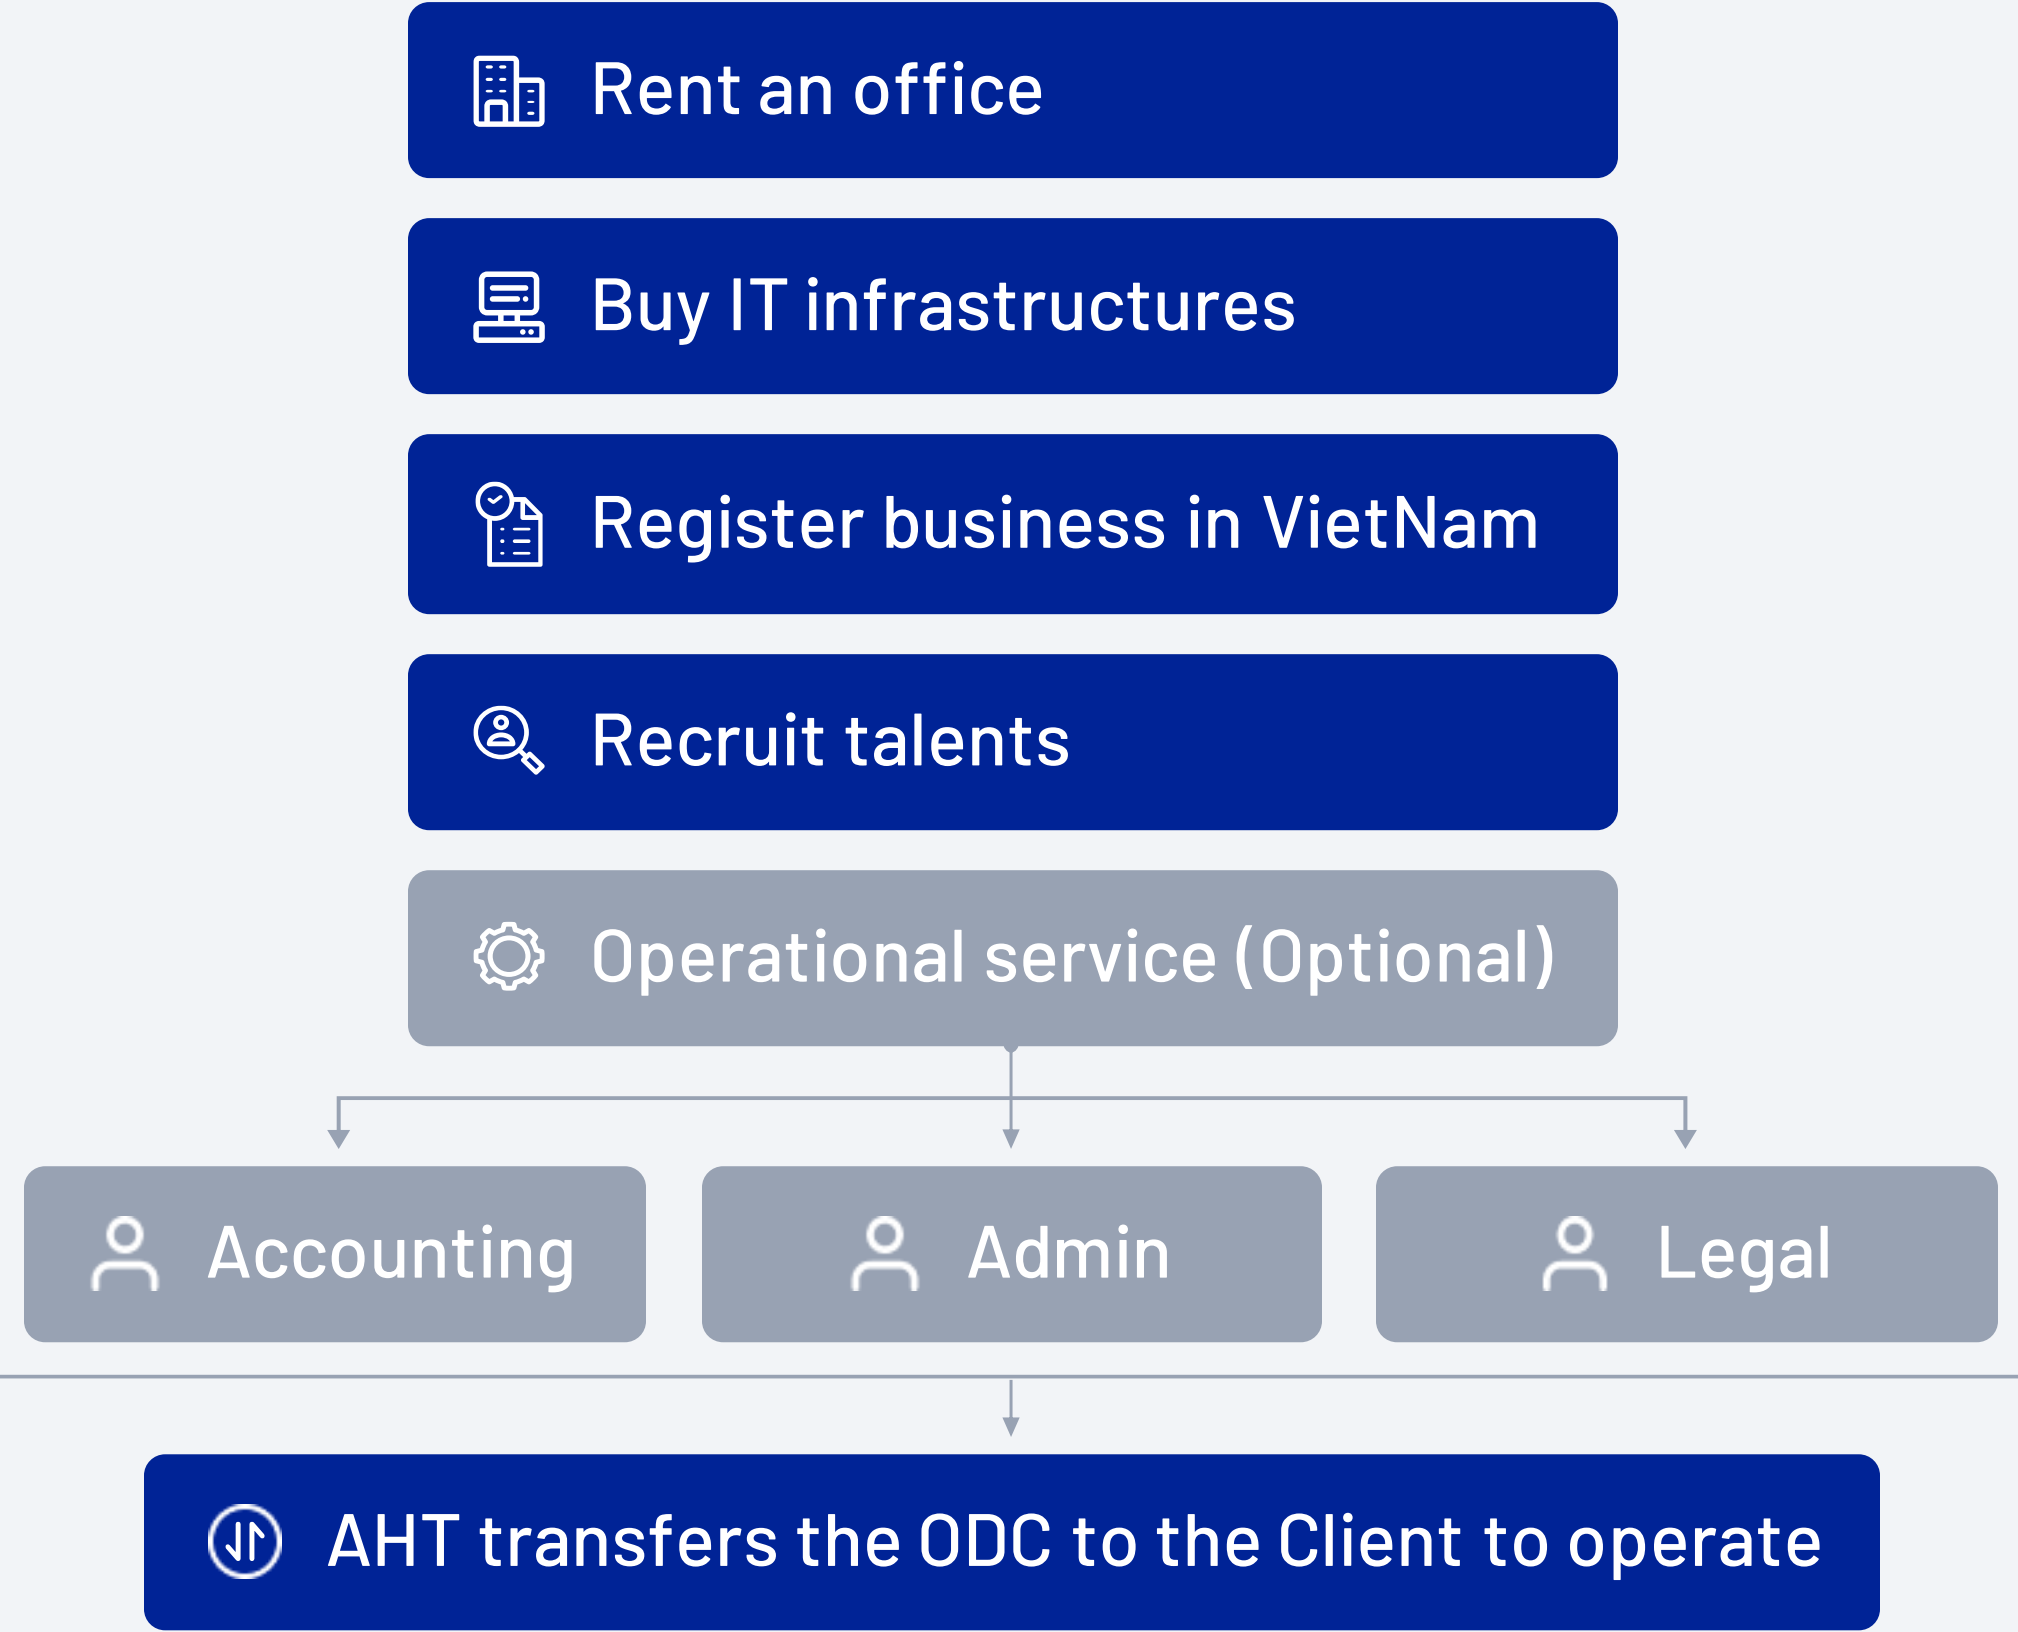 Rent an office
Buy IT infrastructures
Register business in VietNam
Recruit talents
Operational service (Optional)
Accounting
Admin
Legal
AHT transfers the ODC to the Client to operate